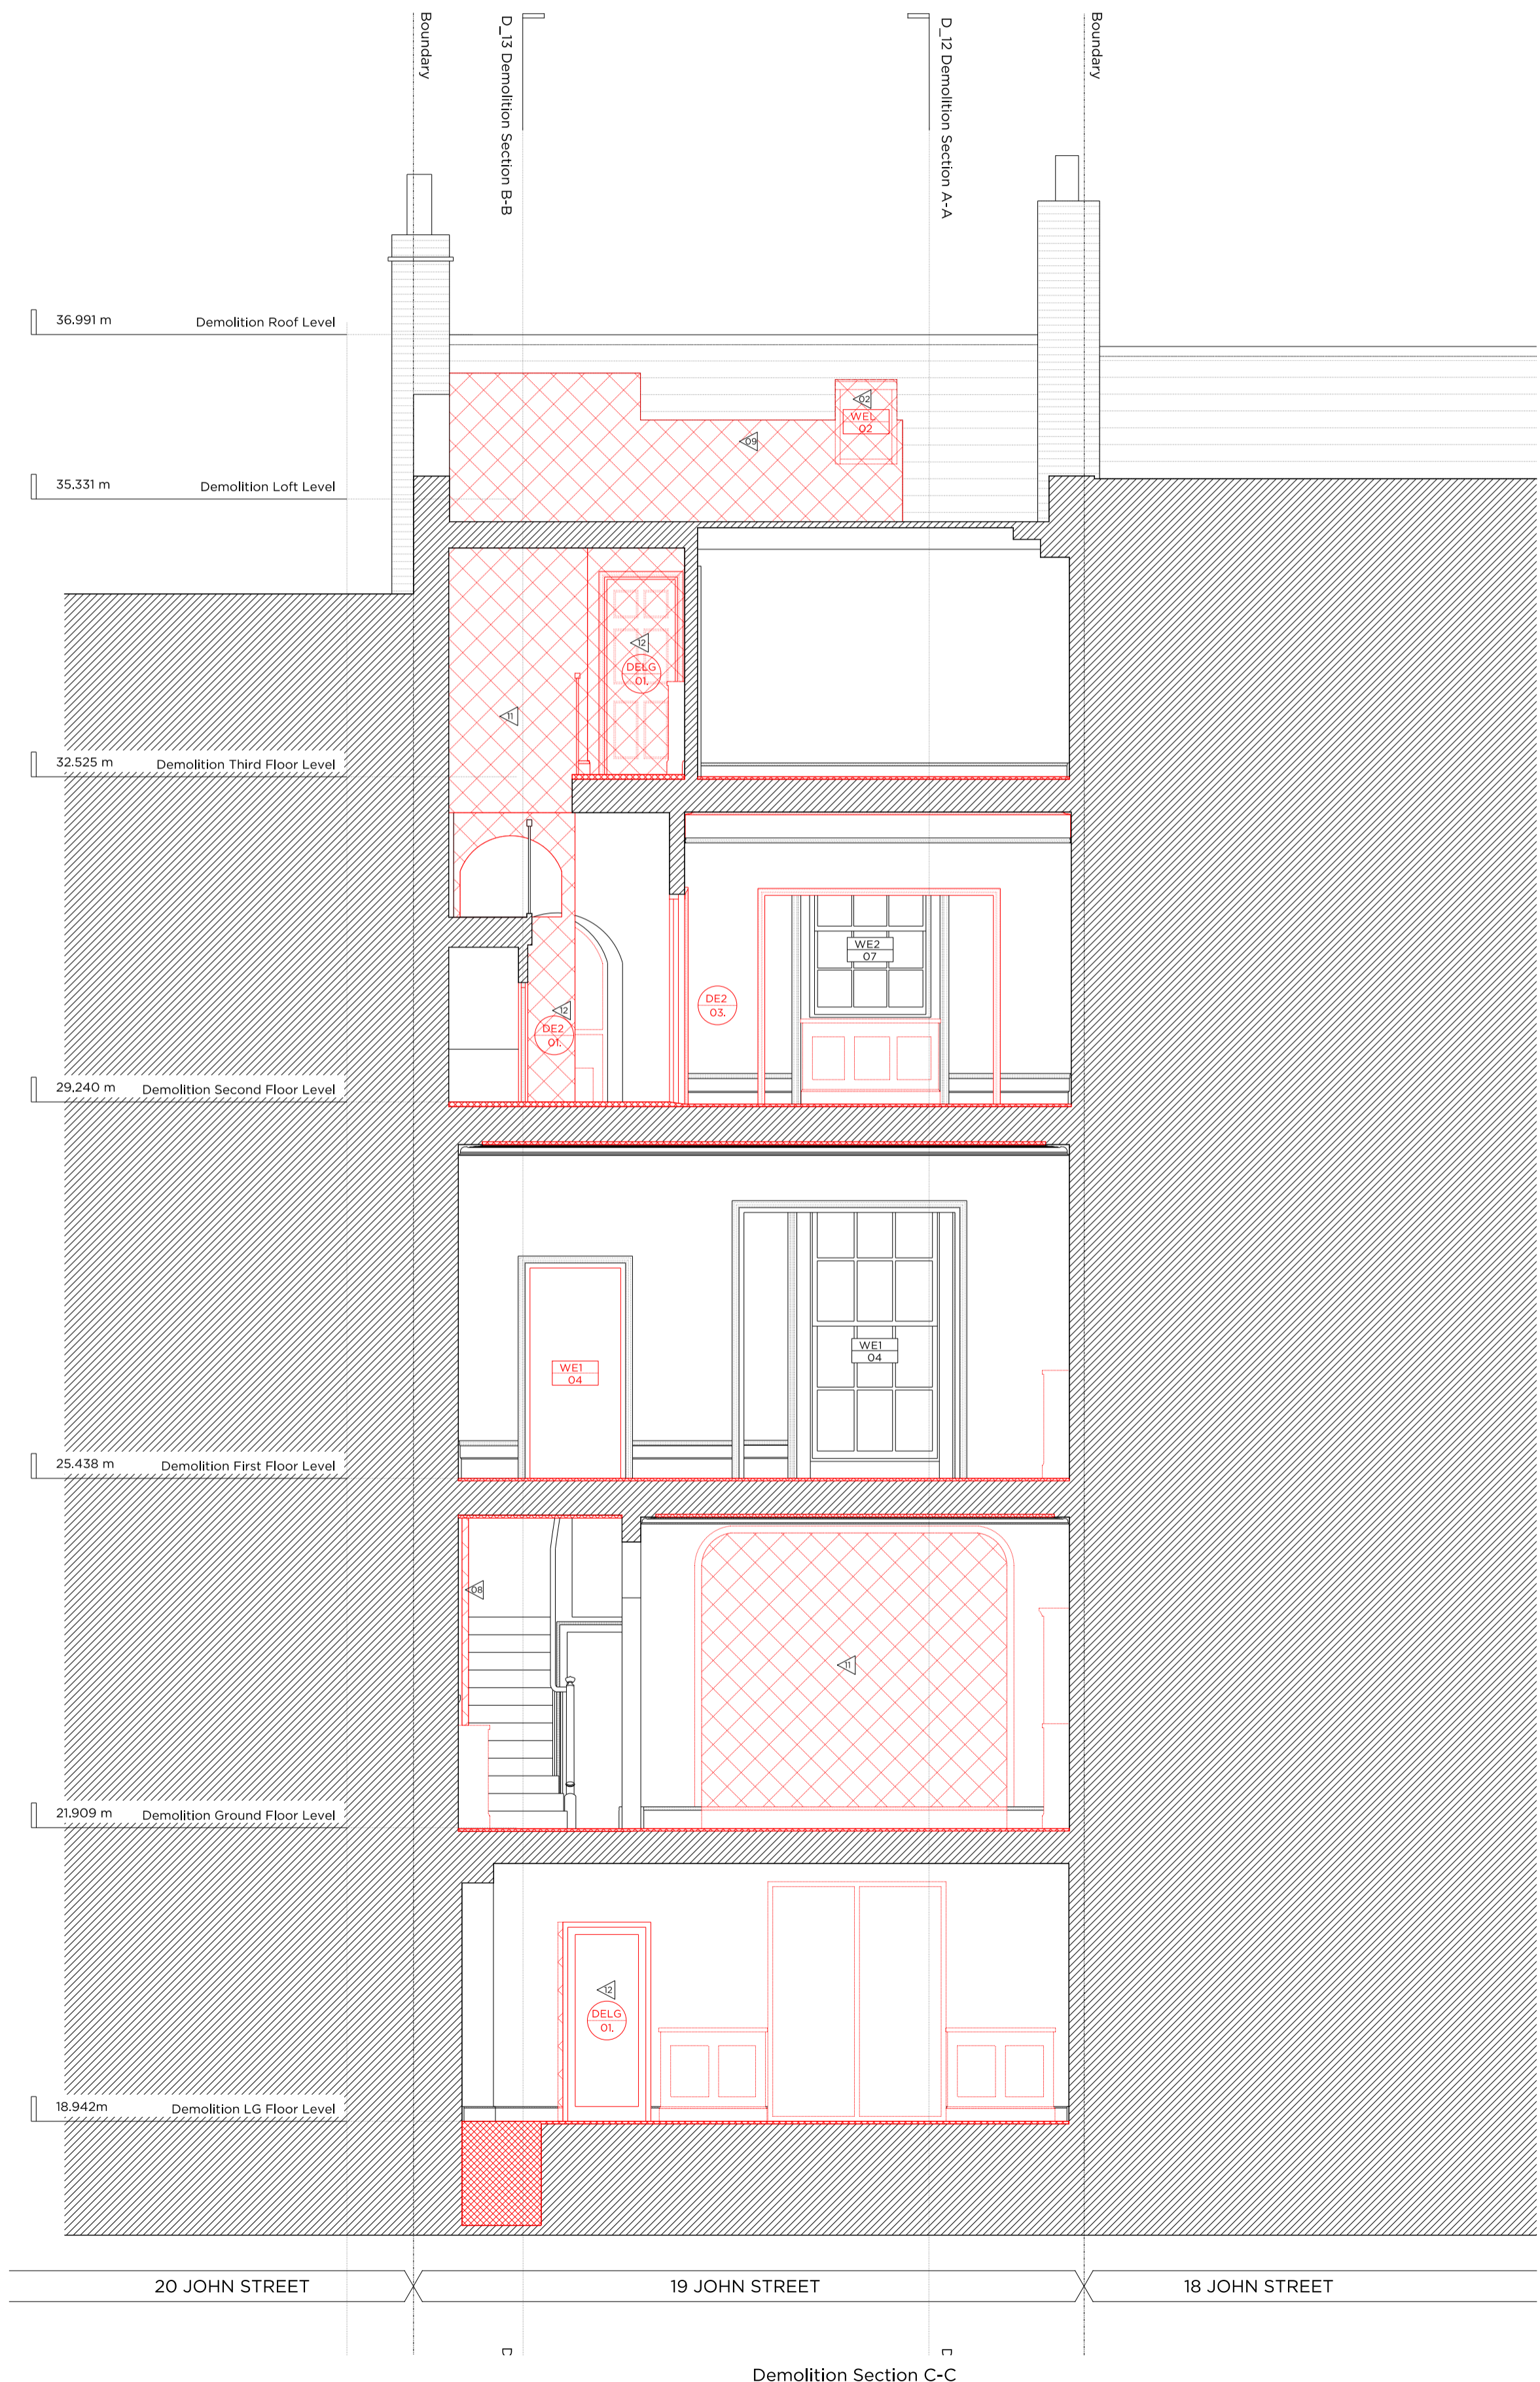 Boundary
D_13 Demolition Section B-B
D_12 Demolition Section A-A
Boundary
36.991 m Demolition Roof Level
02
WEL
02
09
35.331 m Demolition Loft Level
12
DELG
01.
11
32.525 m Demolition Third Floor Level
WE2
07
DE2
03.
12
DE2
01.
29.240 m Demolition Second Floor Level
WE1
04
WE1
04
25.438 m Demolition First Floor Level
08
11
21.909 m Demolition Ground Floor Level
12
DELG
01.
18.942m Demolition LG Floor Level
20 JOHN STREET
19 JOHN STREET
18 JOHN STREET
Demolition Section C-C